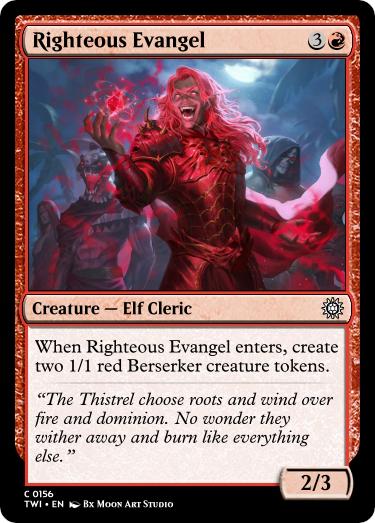 Righteous Evangel 3
Creature — Elf Cleric
When Righteous Evangel enters, create
two 1/1 red Berserker creature tokens.
“The Thistrel choose roots and wind over
fire and dominion. No wonder they
wither away and burn like everything
else.”
2/3
C 0156
TWI • EN Bx Moon Art Studio